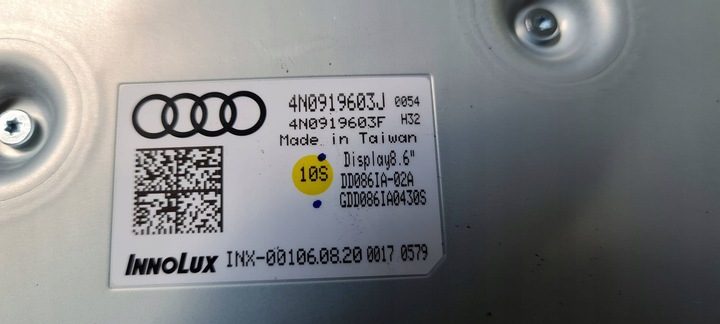 4N0919603J 0054
4N0919603F H32
Made in Taiwan
Display8.6"
10S
DD086IA-02A
GDD086IA0430S
INNOLUX INX-00106.08.20 0017 0579